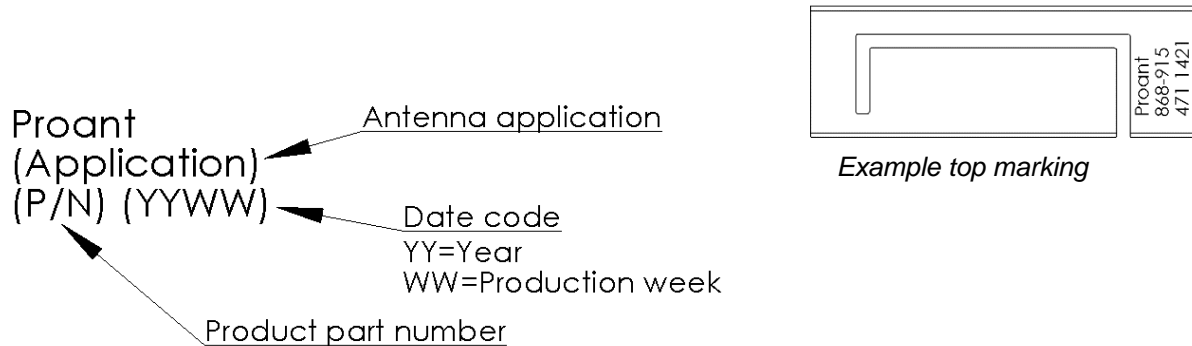 Proant
(Application)
(P/N) (YYWW)
Antenna application
Date code
YY=Year
WW=Production week
Product part number
Proant
868-915
471 1421
Example top marking